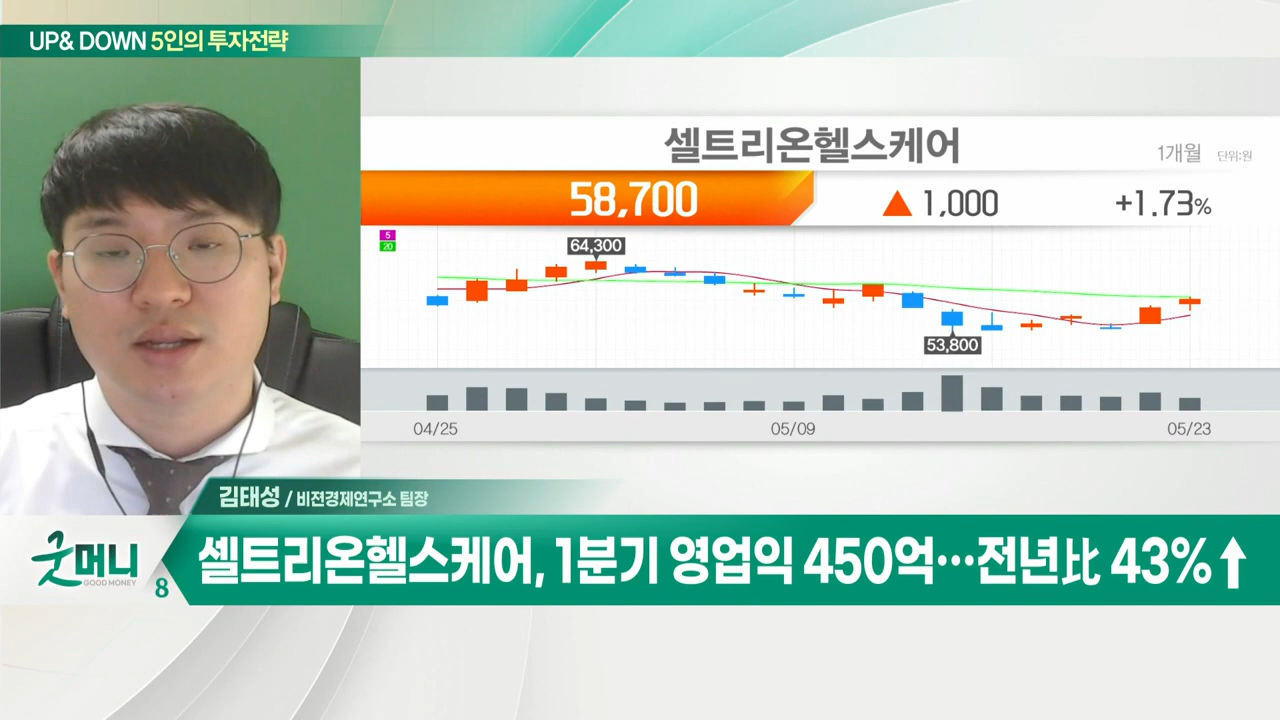 UP& DOWN 5인의 투자전략
셀트리온헬스케어
1개월 단위:원
58,700 ▲ 1,000 +1.73%
5
20
64,300
53,800
04/25 05/09 05/23
김태성 / 비젼경제연구소 팀장
굿머니
GOOD MONEY
8
셀트리온헬스케어, 1분기 영업익 450억…전년比 43%↑